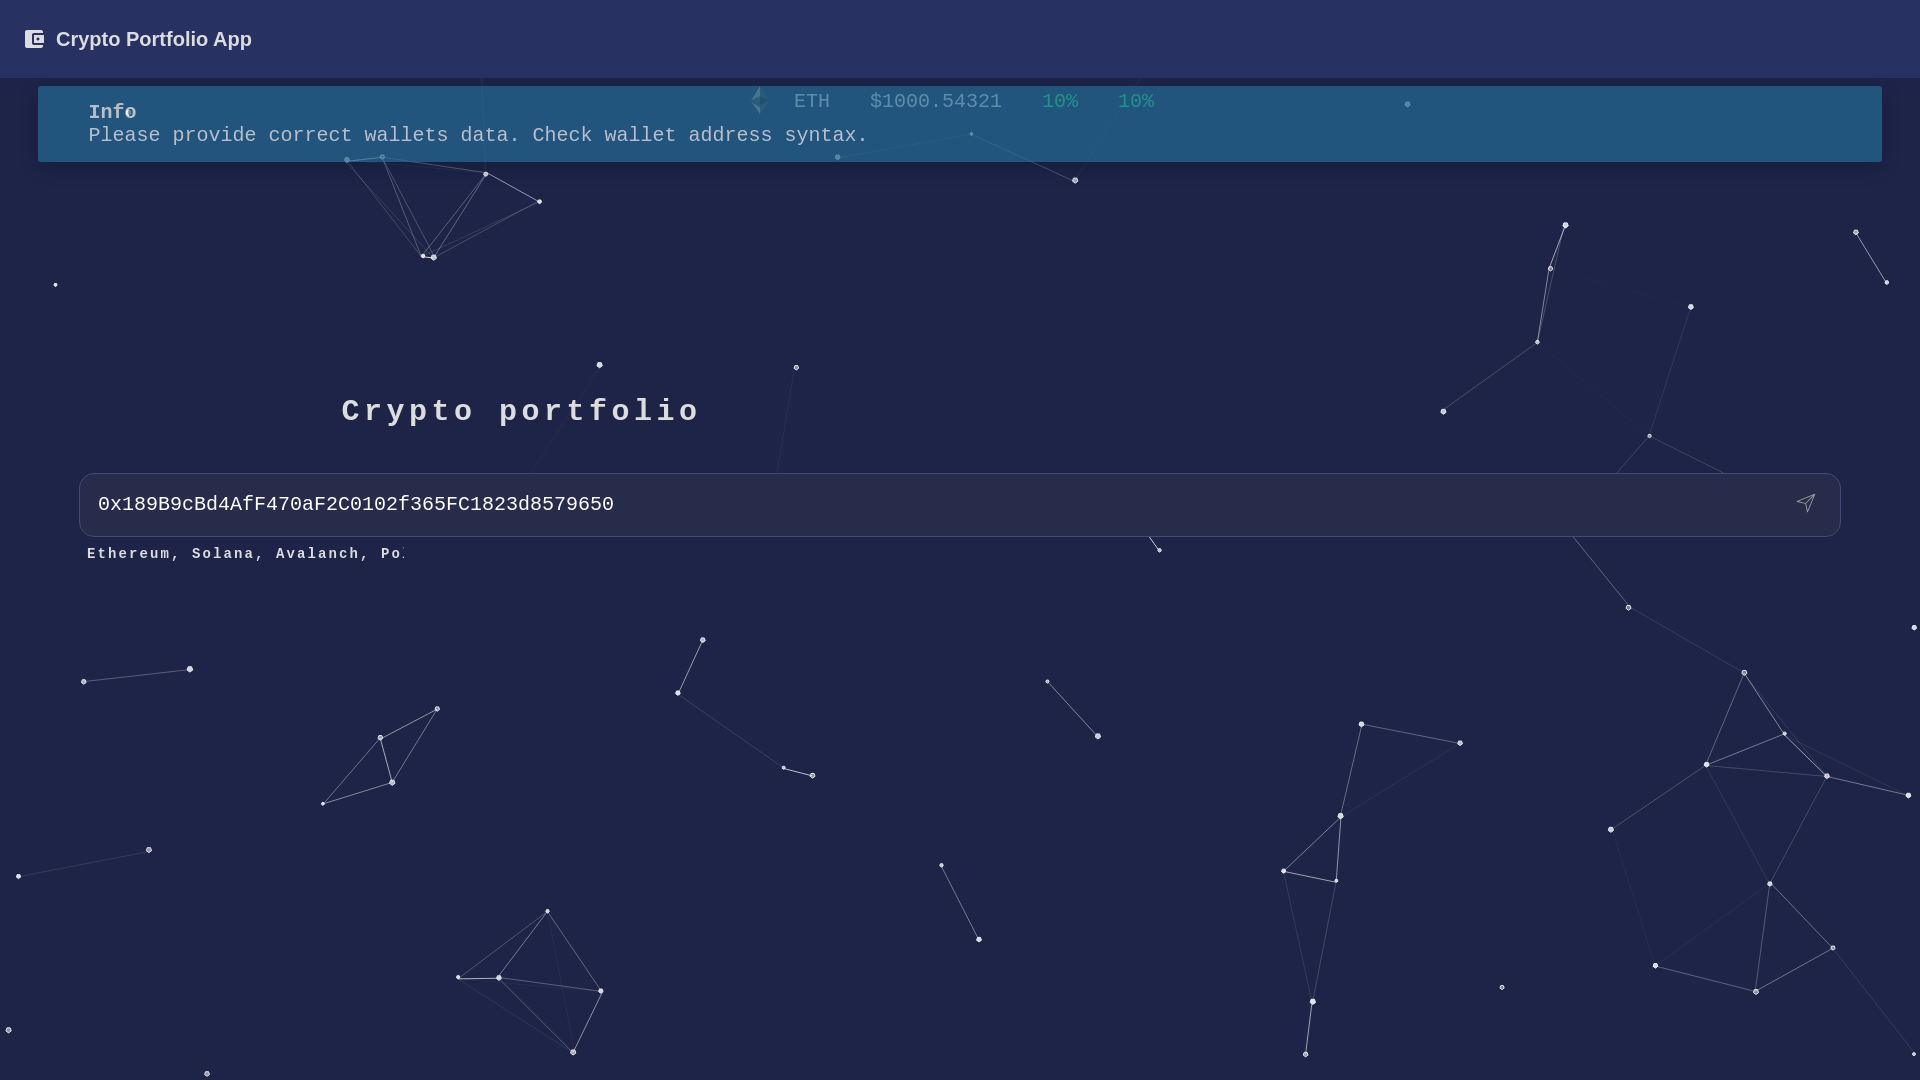 Crypto Portfolio App
ETH $1000.54321 10% 10%
Info
Please provide correct wallets data. Check wallet address syntax.
Crypto portfolio
0x189B9cBd4AfF470aF2C0102f365FC1823d8579650
Ethereum, Solana, Avalanch, Po